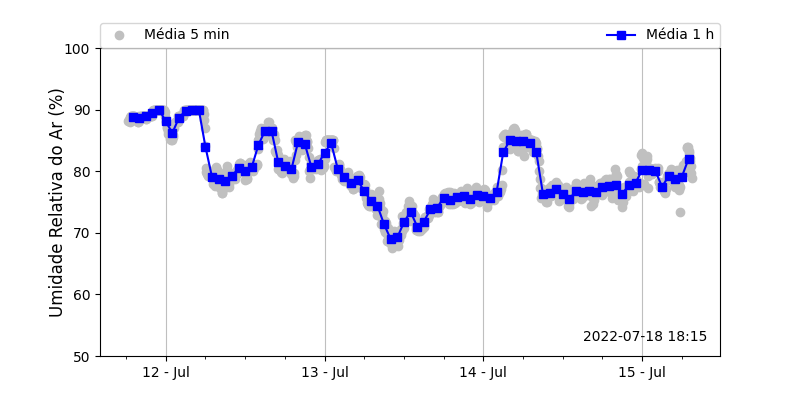 Média 5 min
Média 1 h
Umidade Relativa do Ar (%)
100
90
80
70
60
50
2022-07-18 18:15
12 - Jul
13 - Jul
14 - Jul
15 - Jul